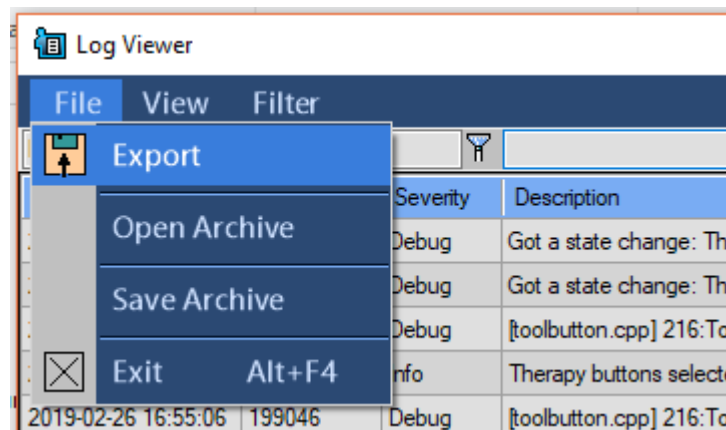 Log Viewer
File View Filter
Export
Severity Description
Open Archive
Debug Got a state change: Th
Debug Got a state change: Th
Save Archive
Debug [toolbutton.cpp] 216:To
Exit Alt+F4
nfo Therapy buttons selecte
2019-02-26 16:55:06 199046 Debug [toolbutton.cpp] 216:To